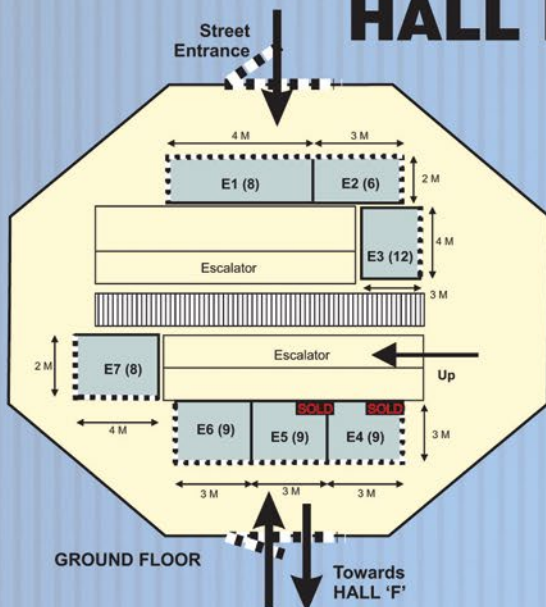 HALL
Street
Entrance
4 M
3 M
E1 (8)
E2 (6)
2 M
E3 (12)
4 M
Escalator
3 M
Escalator
Up
2 M
E7 (8)
4 M
SOLD
SOLD
E6 (9)
E5 (9)
E4 (9)
3 M
3 M
3 M
3 M
GROUND FLOOR
Towards
HALL 'F'